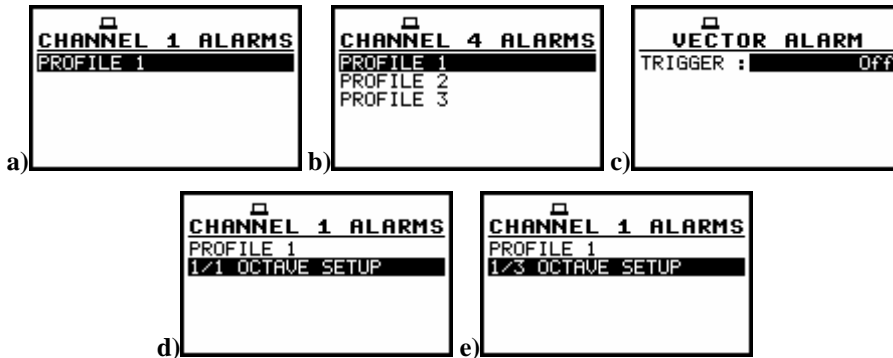 CHANNEL 1 ALARMS
PROFILE 1
a)
CHANNEL 4 ALARMS
PROFILE 1
PROFILE 2
PROFILE 3
b)
VECTOR ALARM
TRIGGER : Off
c)
CHANNEL 1 ALARMS
PROFILE 1
1/1 OCTAVE SETUP
d)
CHANNEL 1 ALARMS
PROFILE 1
1/3 OCTAVE SETUP
e)